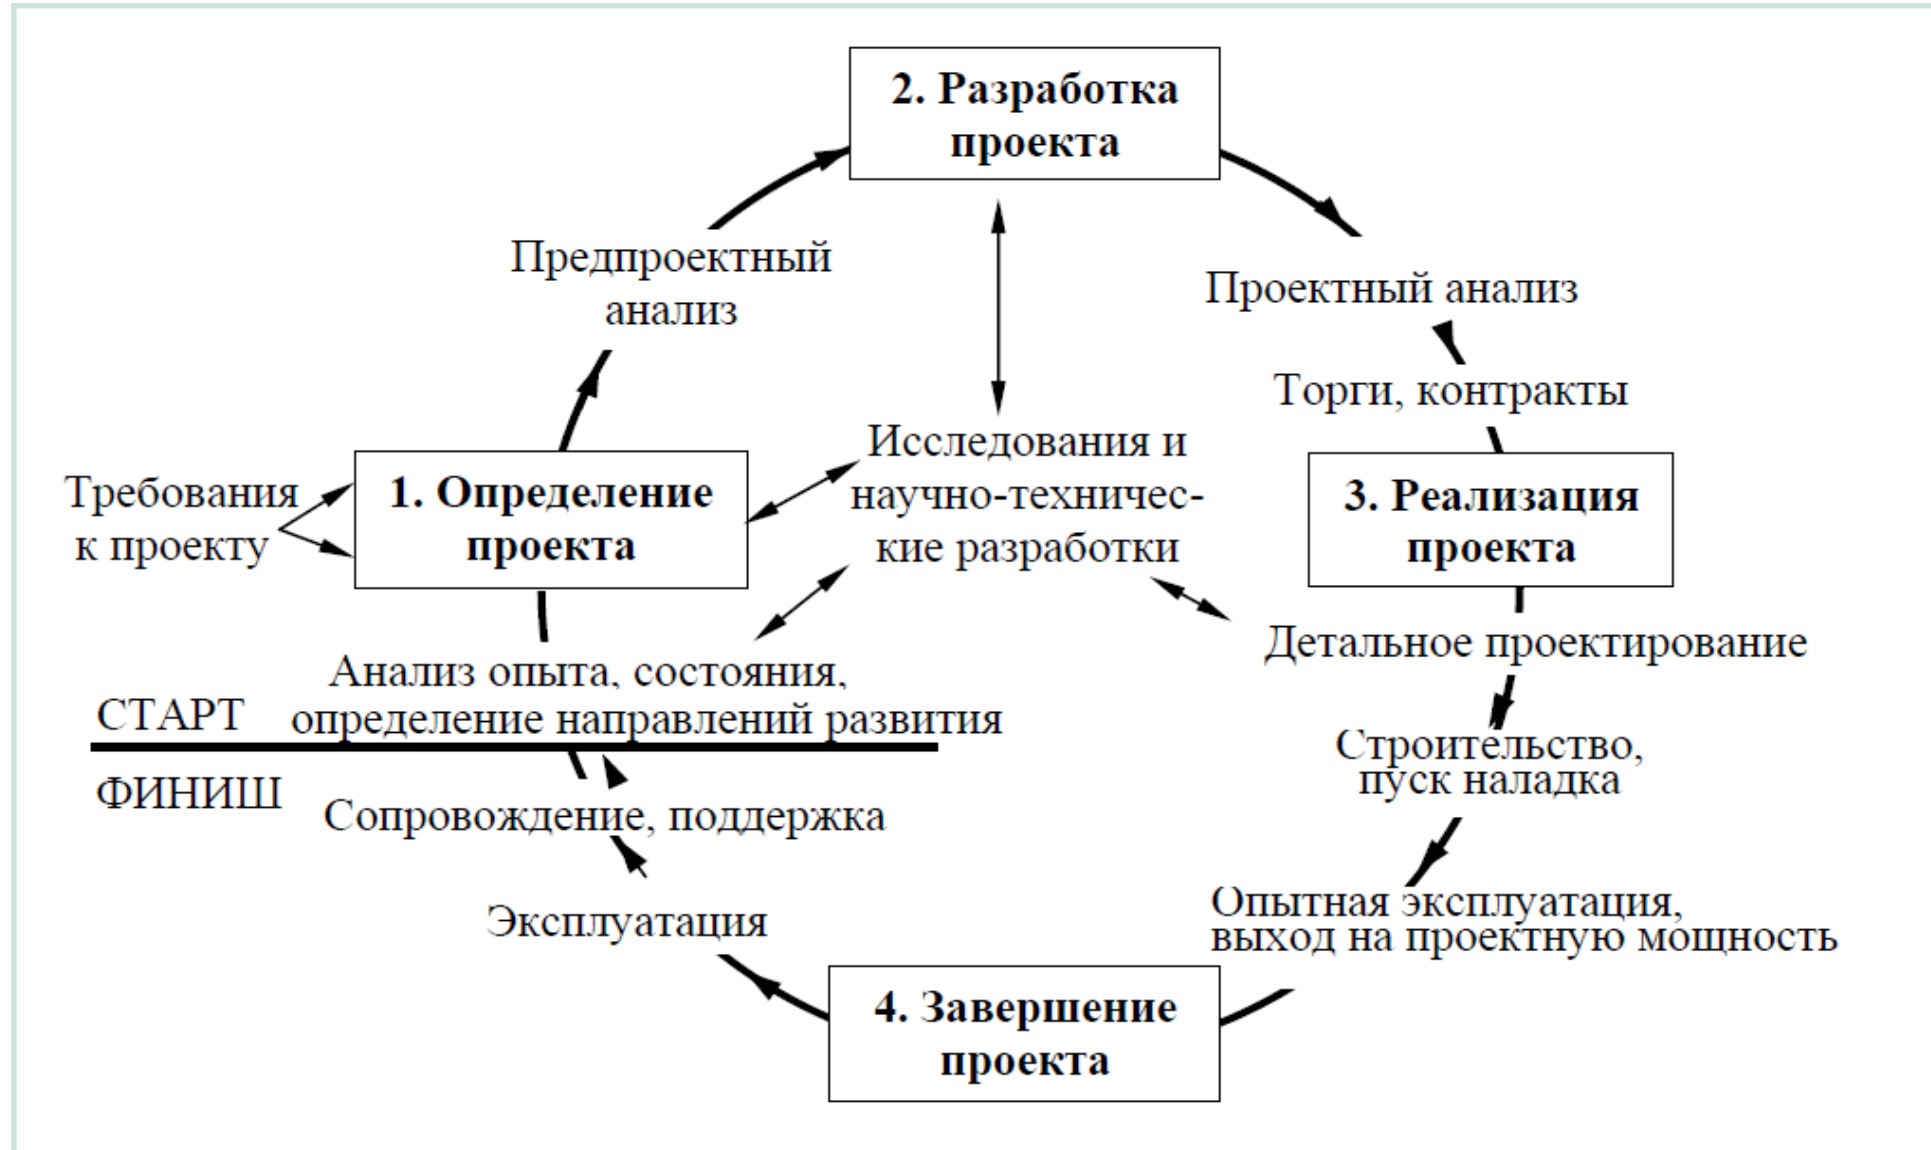 2. Разработка
проекта
Предпроектный
анализ
Проектный анализ
Торги, контракты
Исследования и
научно-техничес-
кие разработки
Требования
к проекту
1. Определение
проекта
3. Реализация
проекта
Детальное проектирование
Анализ опыта, состояния,
определение направлений развития
СТАРТ
ФИНИШ
Строительство,
пуск наладка
Сопровождение, поддержка
Эксплуатация
Опытная эксплуатация,
выход на проектную мощность
4. Завершение
проекта